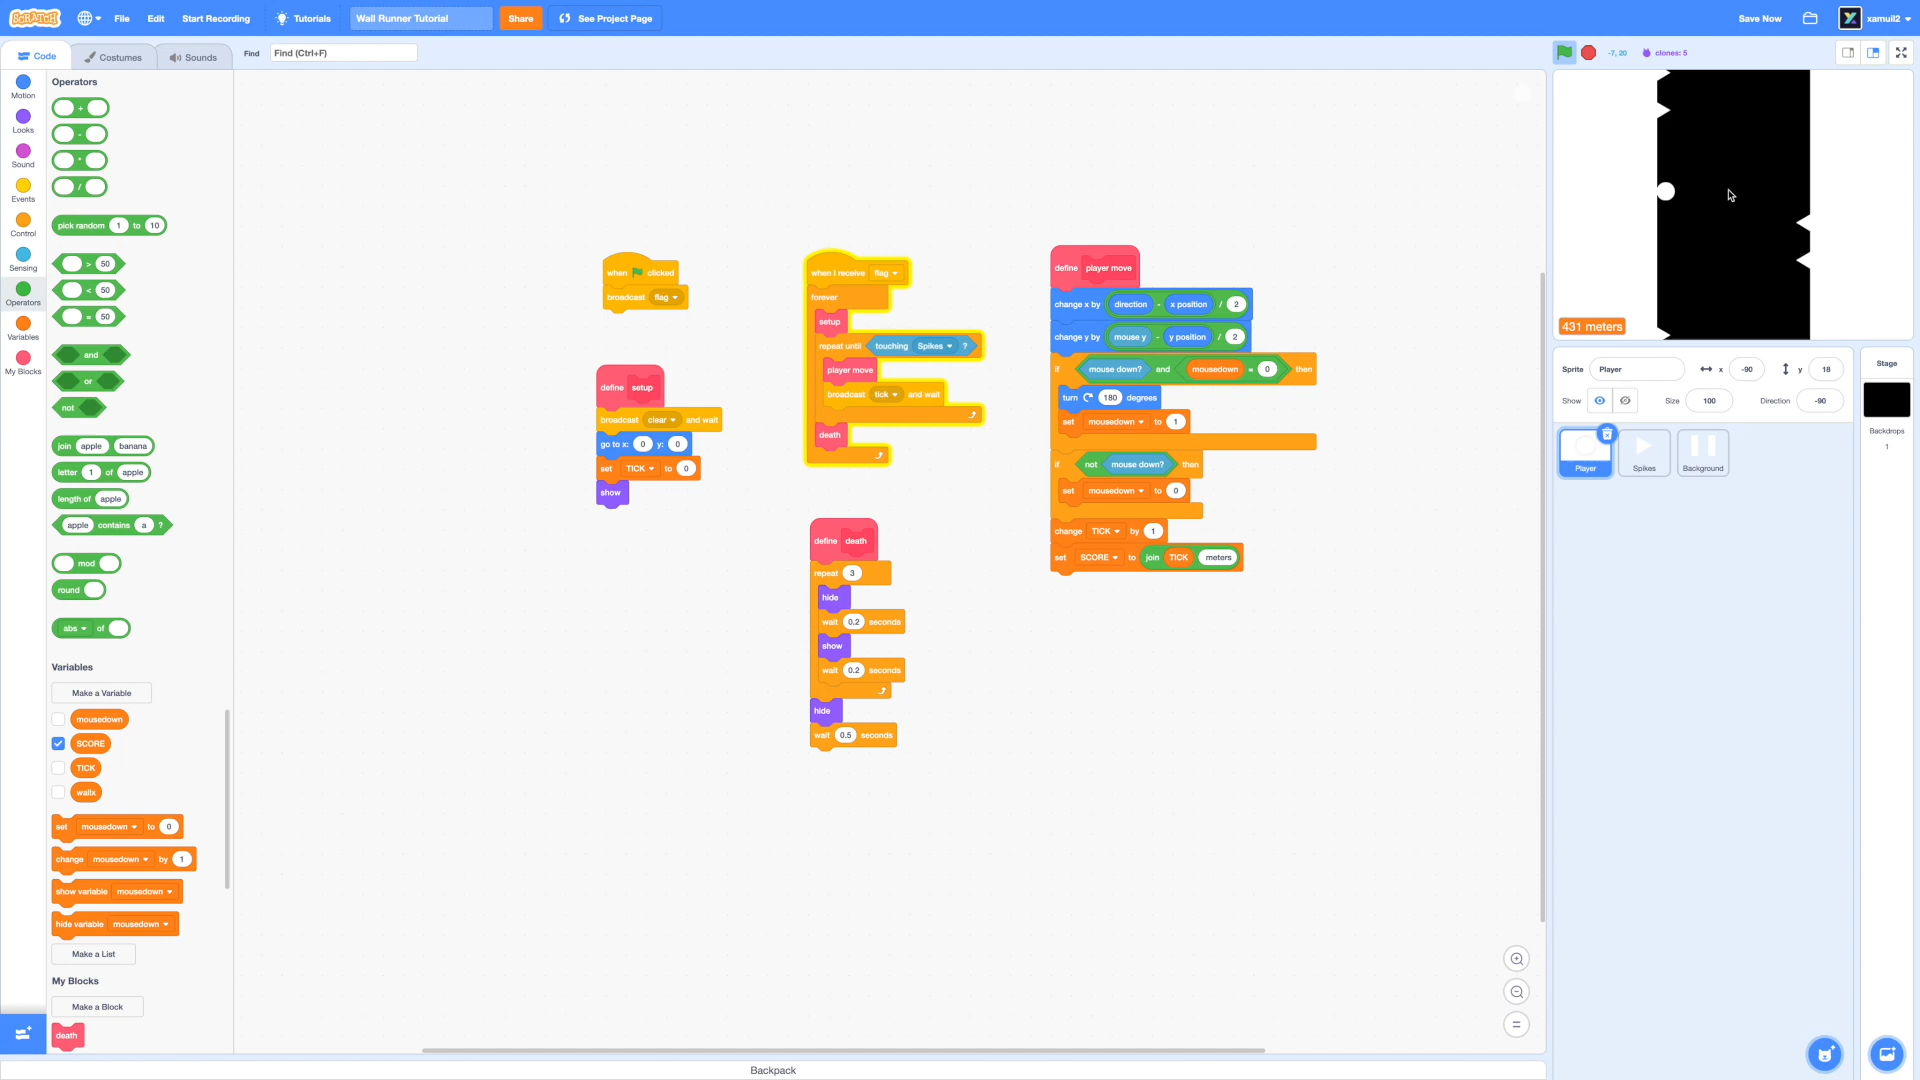 SCRATCH File Edit Start Recording Tutorials Wall Runner Tutorial Share See Project Page Save Now xamuil2
Code Costumes Sounds Find Find (Ctrl+F) -7, 20 clones: 5
Motion
Looks
Sound
Events
Control
Sensing
Operators
Variables
My Blocks
Operators
+
-
*
/
pick random 1 to 10
> 50
< 50
= 50
and
or
not
join apple banana
letter 1 of apple
length of apple
apple contains a ?
mod
round
abs of
Variables
Make a Variable
mousedown
SCORE
TICK
wallx
set mousedown to 0
change mousedown by 1
show variable mousedown
hide variable mousedown
Make a List
My Blocks
Make a Block
death
when clicked
broadcast flag
define setup
broadcast clear and wait
go to x: 0 y: 0
set TICK to 0
show
when I receive flag
forever
setup
repeat until touching Spikes ?
player move
broadcast tick and wait
death
define death
repeat 3
hide
wait 0.2 seconds
show
wait 0.2 seconds
hide
wait 0.5 seconds
define player move
change x by direction - x position / 2
change y by mouse y - y position / 2
if mouse down? and mousedown = 0 then
turn 180 degrees
set mousedown to 1
if not mouse down? then
set mousedown to 0
change TICK by 1
set SCORE to join TICK meters
431 meters
Sprite Player x -90 y 18
Show Size 100 Direction -90
Player Spikes Background
Stage
Backdrops
1
Backpack